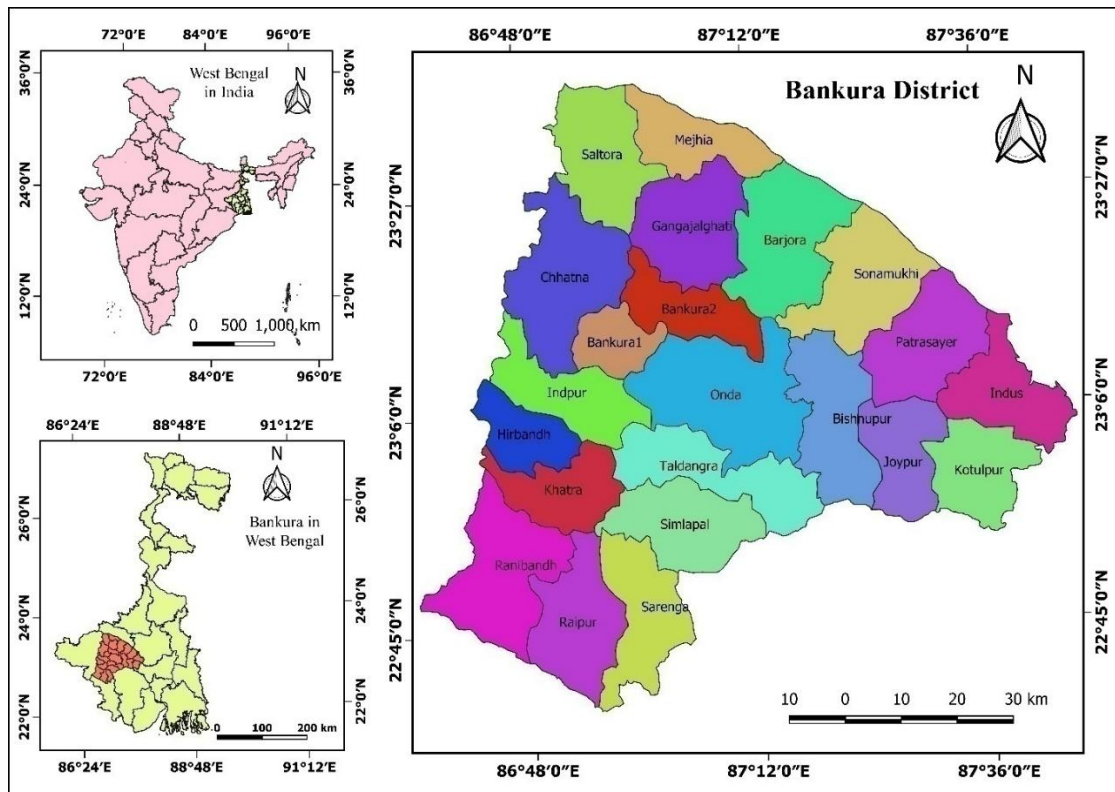 72°0'E 84°0'E 96°0'E
36°0'N
24°0'N
12°0'N
West Bengal
in India
N
36°0'N
24°0'N
12°0'N
0 500 1,000 km
72°0'E 84°0'E 96°0'E
86°24'E 88°48'E 91°12'E
26°0'N
24°0'N
22°0'N
N
Bankura in
West Bengal
26°0'N
24°0'N
22°0'N
0 100 200 km
86°24'E 88°48'E 91°12'E
86°48'0"E 87°12'0"E 87°36'0"E
Bankura District
N
23°27'0"N
23°6'0"N
22°45'0"N
23°27'0"N
23°6'0"N
22°45'0"N
Mejhia
Saltora
Gangajalghati
Barjora
Sonamukhi
Chhatna
Bankura2
Bankura1
Patrasayer
Indpur
Onda
Indus
Bishnupur
Hirbandh
Joypur
Kotulpur
Taldangra
Khatra
Simlapal
Ranibandh
Sarenga
Raipur
10 0 10 20 30 km
86°48'0"E 87°12'0"E 87°36'0"E